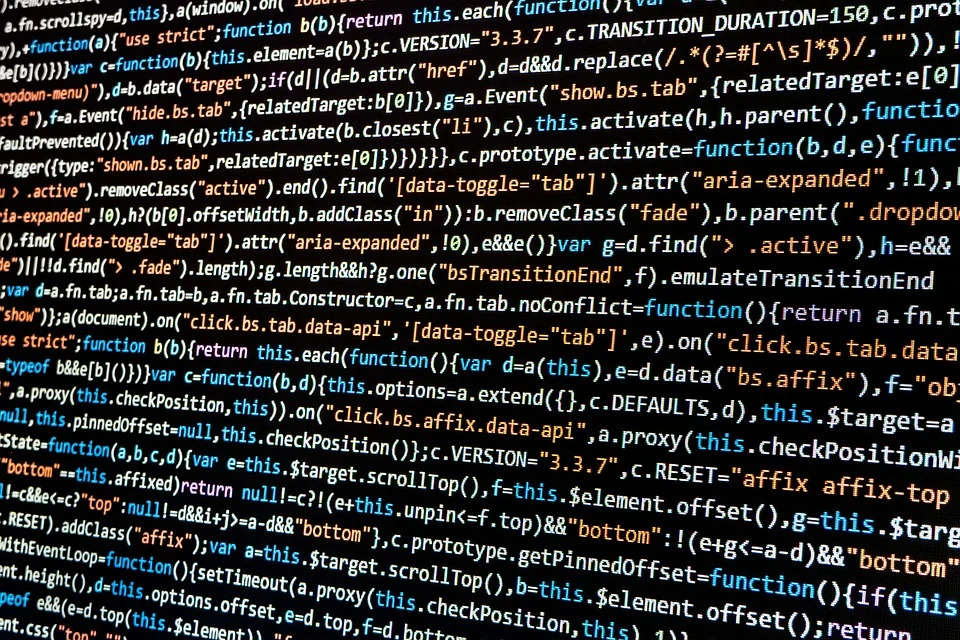 a.fn.scrollspy=d,this},a(window).on("load.bs.
),+function(a){"use strict";function b(b){return this.each(function(){var
&e[b]()})}var c=function(b){this.element=a(b)};c.VERSION="3.3.7",c.TRANSITION_DURATION=150,c.prot
ropdown-menu)"),d=b.data("target");if(d||(d=b.attr("href"),d=d&&d.replace(/.*(?=#[^\s]*$)/,"")),!
st a"),f=a.Event("hide.bs.tab",{relatedTarget:b[0]}),g=a.Event("show.bs.tab",{relatedTarget:e[0]
faultPrevented()){var h=a(d);this.activate(b.closest("li"),c),this.activate(h,h.parent(),functio
rigger({type:"shown.bs.tab",relatedTarget:e[0]})})}}},c.prototype.activate=function(b,d,e){func
> .active").removeClass("active").end().find('[data-toggle="tab"]').attr("aria-expanded",!1),
ia-expanded",!0),h?(b[0].offsetWidth,b.addClass("in")):b.removeClass("fade"),b.parent(".dropdow
().find('[data-toggle="tab"]').attr("aria-expanded",!0),e&&e()}var g=d.find("> .active"),h=e&&
de")||!!d.find("> .fade").length);g.length&&h?g.one("bsTransitionEnd",f).emulateTransitionEnd
;var d=a.fn.tab;a.fn.tab=b,a.fn.tab.Constructor=c,a.fn.tab.noConflict=function(){return a.fn.t
"show")};a(document).on("click.bs.tab.data-api",'[data-toggle="tab"]',e).on("click.bs.tab.data
use strict";function b(b){return this.each(function(){var d=a(this),e=d.data("bs.affix"),f="ob
=typeof b&&e[b]()})}var c=function(b,d){this.options=a.extend({},c.DEFAULTS,d),this.$target=a
",a.proxy(this.checkPosition,this)).on("click.bs.affix.data-api",a.proxy(this.checkPositionWi
null,this.pinnedOffset=null,this.checkPosition()};c.VERSION="3.3.7",c.RESET="affix affix-top
tState=function(a,b,c,d){var e=this.$target.scrollTop(),f=this.$element.offset(),g=this.$targ
"bottom"==this.affixed)return null!=c?!(e+this.unpin<=f.top)&&"bottom":!(e+g<=a-d)&&"bottom"
l!=c&&e<=c?"top":null!=d&&i+j>=a-d&&"bottom"},c.prototype.getPinnedOffset=function(){if(this
.RESET).addClass("affix");var a=this.$target.scrollTop(),b=this.$element.offset();return
WithEventLoop=function(){setTimeout(a.proxy(this.checkPosition,this),1)}
ent.height(),d=this.options.offset,e=d.top,f=d.bottom
peof e&&(e=d.top(this.$element)),"f
ent.css("top","")